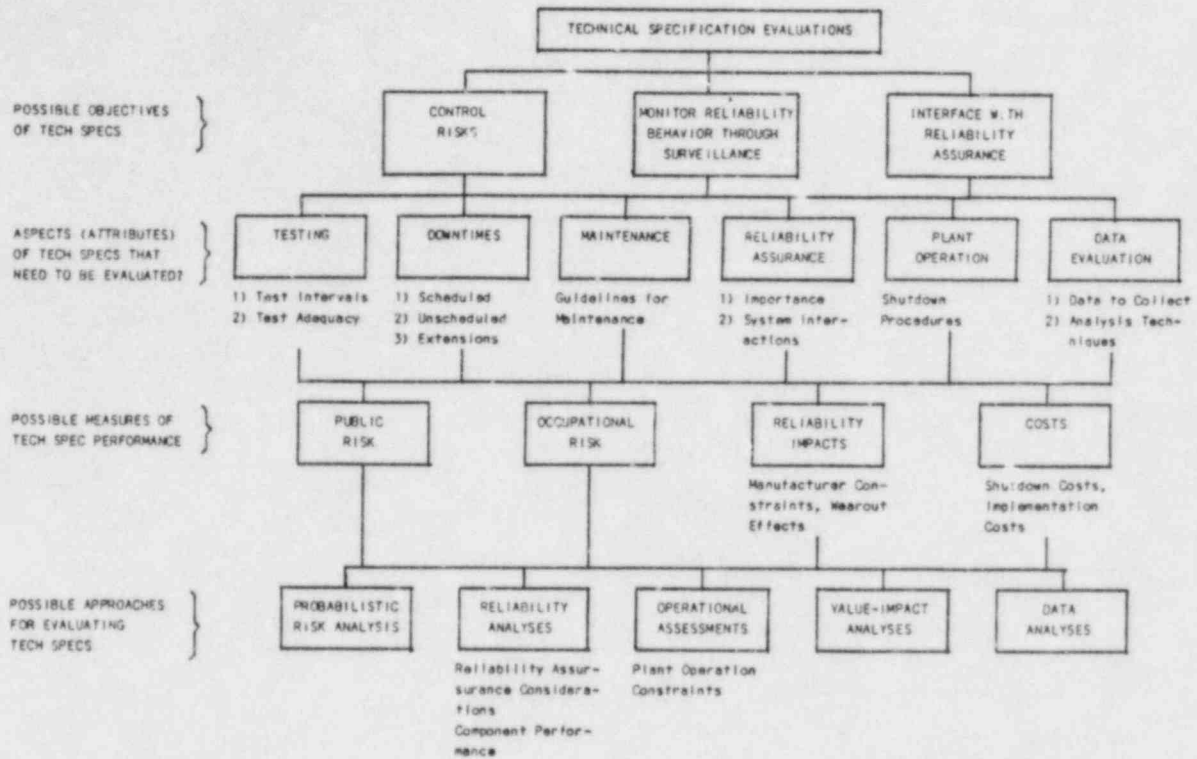 TECHNICAL SPECIFICATION EVALUATIONS
POSSIBLE OBJECTIVES
OF TECH SPECS
CONTROL
RISKS
MONITOR RELIABILITY
BEHAVIOR THROUGH
SURVEILLANCE
INTERFACE W.TH
RELIABILITY
ASSURANCE
ASPECTS (ATTRIBUTES)
OF TECH SPECS THAT
NEED TO BE EVALUATED?
TESTING
DOWNTIMES
MAINTENANCE
RELIABILITY
ASSURANCE
PLANT
OPERATION
DATA
EVALUATION
1) Test Intervals
2) Test Adequacy
1) Scheduled
2) Unscheduled
3) Extensions
Guidelines for
Maintenance
1) Importance
2) System Inter-
actions
Shutdown
Procedures
1) Data to Collect
2) Analysis Tech-
niques
POSSIBLE MEASURES OF
TECH SPEC PERFORMANCE
PUBLIC
RISK
OCCUPATIONAL
RISK
RELIABILITY
IMPACTS
COSTS
Manufacturer Con-
straints, Wearout
Effects
Shutdown Costs,
Implementation
Costs
POSSIBLE APPROACHES
FOR EVALUATING
TECH SPECS
PROBABILISTIC
RISK ANALYSIS
RELIABILITY
ANALYSES
OPERATIONAL
ASSESSMENTS
VALUE-IMPACT
ANALYSES
DATA
ANALYSES
Reliability Assur-
surance Considera-
tions
Component Perfor-
mance
Plant Operation
Constraints